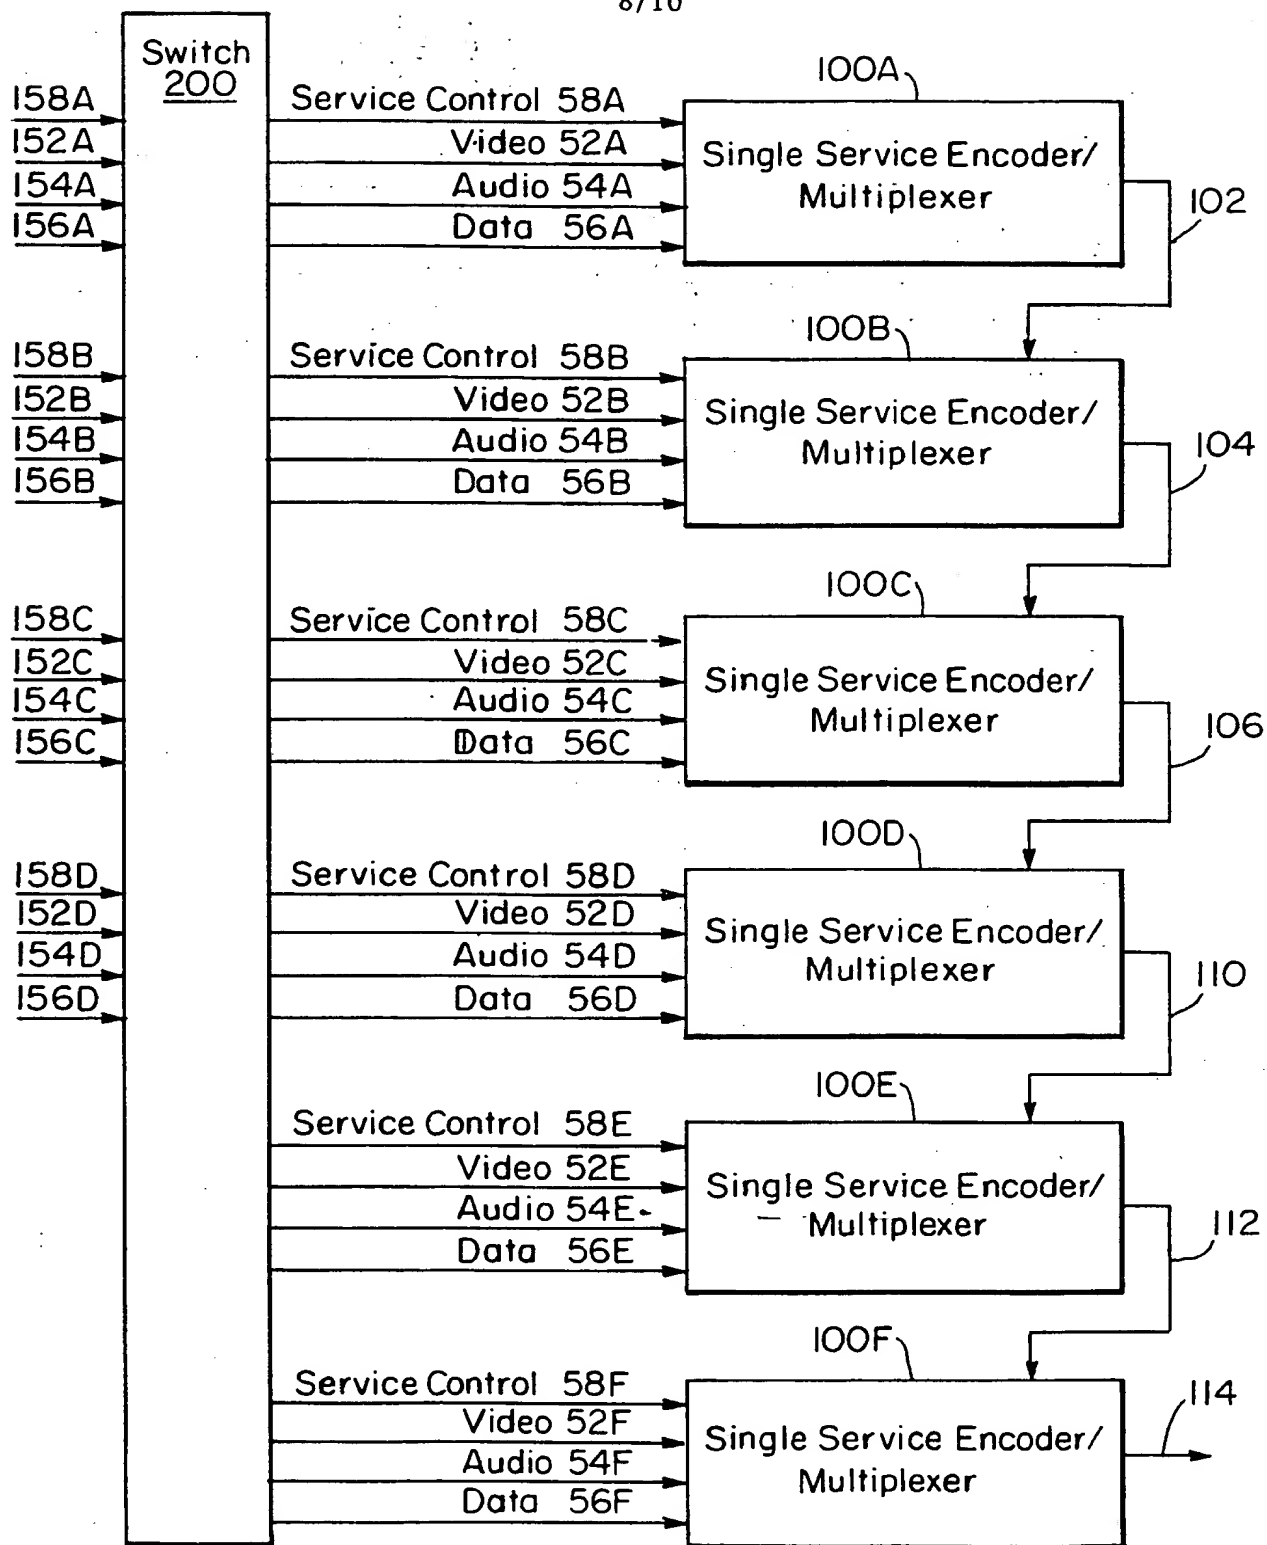 8/10
Switch
200
158A
152A
154A
156A
Service Control 58A
Video 52A
Audio 54A
Data 56A
100A
Single Service Encoder/
Multiplexer
102
158B
152B
154B
156B
Service Control 58B
Video 52B
Audio 54B
Data 56B
100B
Single Service Encoder/
Multiplexer
104
158C
152C
154C
156C
Service Control 58C
Video 52C
Audio 54C
Data 56C
100C
Single Service Encoder/
Multiplexer
106
158D
152D
154D
156D
Service Control 58D
Video 52D
Audio 54D
Data 56D
100D
Single Service Encoder/
Multiplexer
110
Service Control 58E
Video 52E
Audio 54E
Data 56E
100E
Single Service Encoder/
Multiplexer
112
Service Control 58F
Video 52F
Audio 54F
Data 56F
100F
Single Service Encoder/
Multiplexer
114